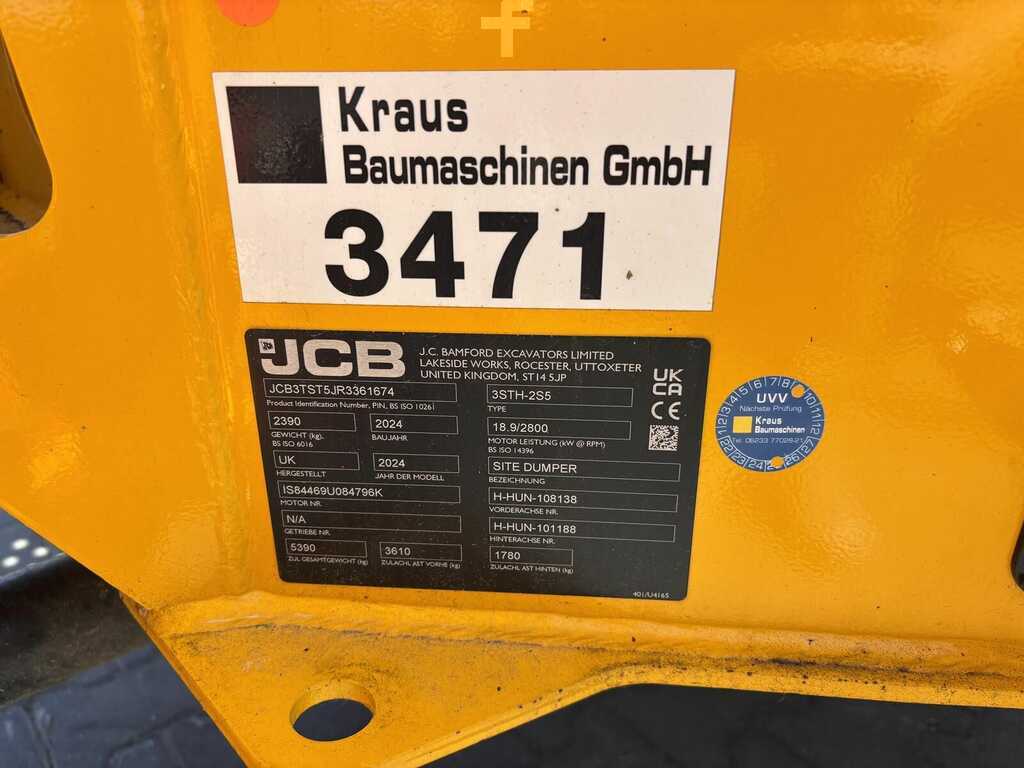 f
Kraus
Baumaschinen GmbH
3471
JCB
J.C. BAMFORD EXCAVATORS LIMITED
LAKESIDE WORKS, ROCESTER, UTTOXETER
UNITED KINGDOM, ST14 5JP
JCB3TST5JR3361674
Product Identification Number, PIN, BS ISO 10261
3STH-2S5
TYPE
2390
GEWICHT (kg)-
BS ISO 6016
2024
BAUJAHR
18.9/2800
MOTOR LEISTUNG (kW @ RPM)
BS ISO 14396
UK
HERGESTELLT
2024
JAHR DER MODELL
SITE DUMPER
BEZEICHNUNG
IS84469U084796K
MOTOR NR.
H-HUN-108138
VORDERACHSE NR.
N/A
GETRIEBE NR.
H-HUN-101188
HINTERACHSE NR.
5390
ZUL GESAMTGEWICHT (kg)
3610
ZULACHL AST VORNE (kg)
1780
ZULACHL AST HINTEN (kg)
401/U4165
UK
CA
CE
UVV
Nächste Prüfung
Kraus
Baumaschinen
Tel. 06233 77028-21